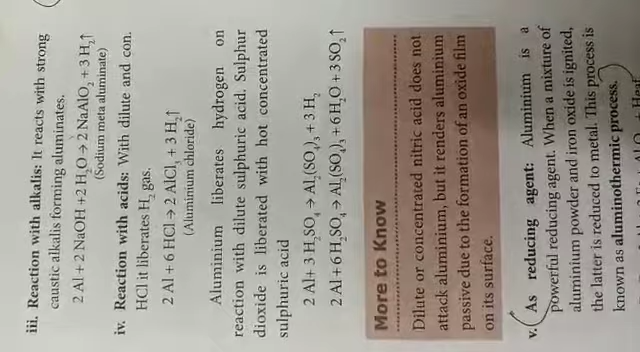 iii. Reaction with alkalis: It reacts with strong
caustic alkalis forming aluminates.
2 Al + 2 NaOH + 2 H₂O → 2 NaAlO₂ + 3 H₂↑
(Sodium meta aluminate)
iv. Reaction with acids: With dilute and con.
HCl it liberates H₂ gas.
2 Al + 6 HCl → 2 AlCl₃ + 3 H₂↑
(Aluminium chloride)
Aluminium liberates hydrogen on
reaction with dilute sulphuric acid. Sulphur
dioxide is liberated with hot concentrated
sulphuric acid
2 Al + 3 H₂SO₄ → Al₂(SO₄)₃ + 3 H₂
2 Al + 6 H₂SO₄ → Al₂(SO₄)₃ + 6 H₂O + 3 SO₂↑
More to Know
Dilute or concentrated nitric acid does not
attack aluminium, but it renders aluminium
passive due to the formation of an oxide film
on its surface.
v. As reducing agent: Aluminium is a
powerful reducing agent. When a mixture of
aluminium powder and iron oxide is ignited,
the latter is reduced to metal. This process is
known as aluminothermic process.
+ Heat